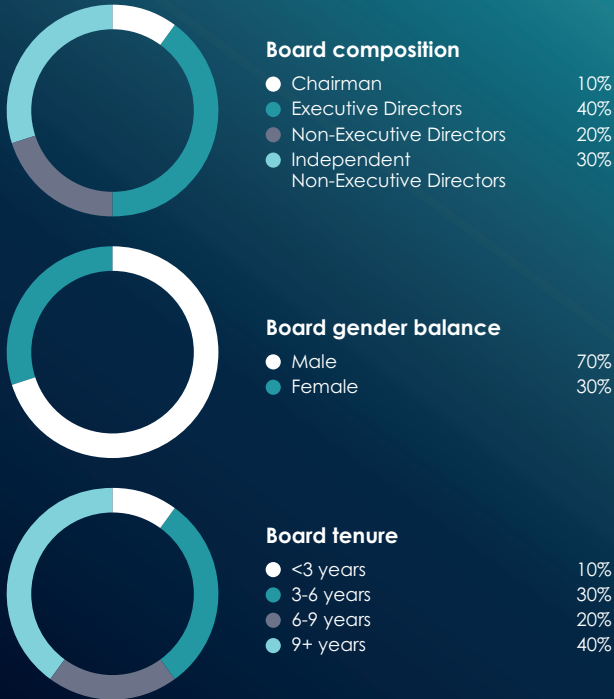 Board composition
Chairman 10%
Executive Directors 40%
Non-Executive Directors 20%
Independent 30%
Non-Executive Directors
Board gender balance
Male 70%
Female 30%
Board tenure
<3 years 10%
3-6 years 30%
6-9 years 20%
9+ years 40%